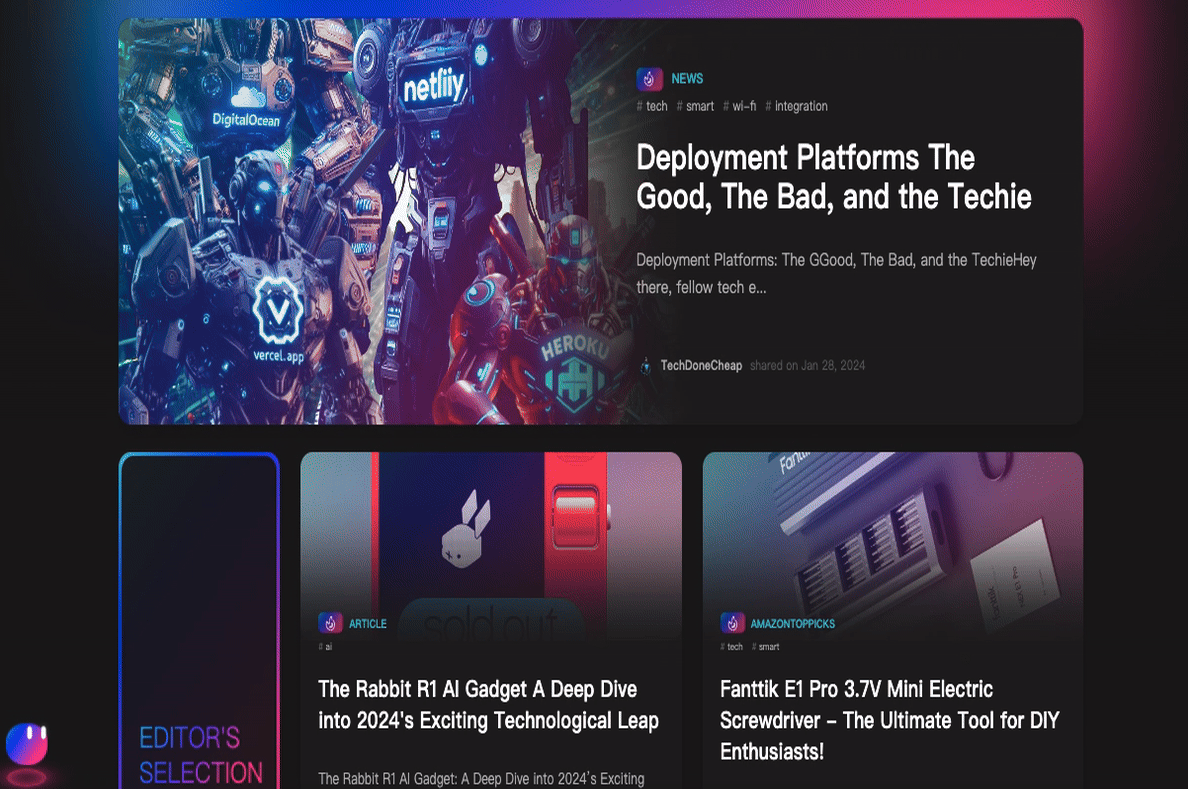 DigitalOcean
netfliy
vercel.app
HEROKU
NEWS
# tech # smart # wi-fi # integration
Deployment Platforms The
Good, The Bad, and the Techie
Deployment Platforms: The GGood, The Bad, and the TechieHey
there, fellow tech e...
TechDoneCheap shared on Jan 28, 2024
EDITOR'S
SELECTION
sold out
ARTICLE
# ai
The Rabbit R1 AI Gadget A Deep Dive
into 2024's Exciting Technological Leap
The Rabbit R1 AI Gadget: A Deep Dive into 2024's Exciting
Fantti
AMAZONTOPPICKS
# tech # smart
Fanttik E1 Pro 3.7V Mini Electric
Screwdriver – The Ultimate Tool for DIY
Enthusiasts!